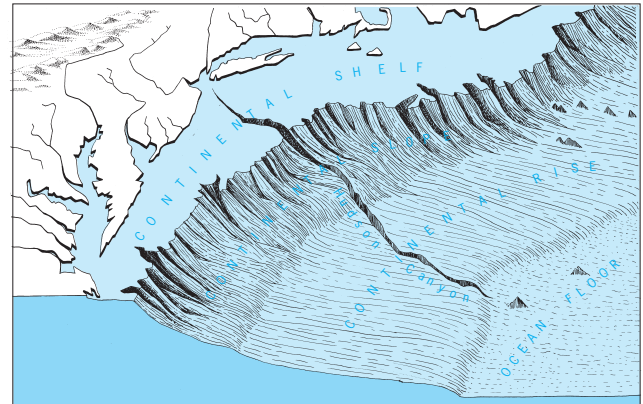 CONTINENTAL SHELF
CONTINENTAL SLOPE
Hudson Canyon
CONTINENTAL RISE
OCEAN FLOOR